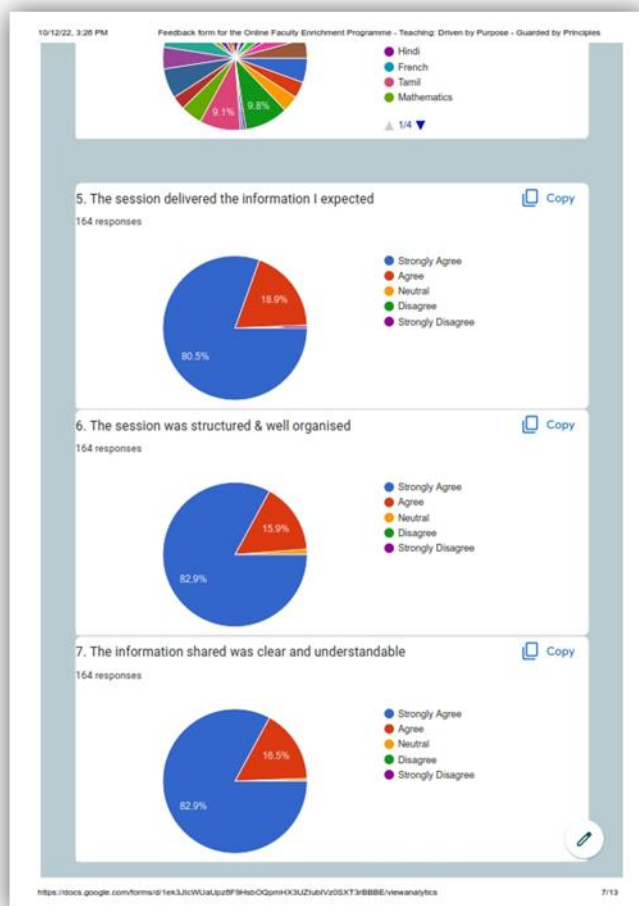 10/12/22, 3:26 PM Feedback form for the Online Faculty Enrichment Programme - Teaching: Driven by Purpose - Guarded by Principles
Hindi
French
Tamil
Mathematics
9.1%
9.8%
1/4
5. The session delivered the information I expected
Copy
164 responses
Strongly Agree
Agree
Neutral
Disagree
Strongly Disagree
18.9%
80.5%
6. The session was structured & well organised
Copy
164 responses
Strongly Agree
Agree
Neutral
Disagree
Strongly Disagree
15.9%
82.9%
7. The information shared was clear and understandable
Copy
164 responses
Strongly Agree
Agree
Neutral
Disagree
Strongly Disagree
16.5%
82.9%
7/13